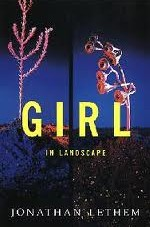 GIRL
IN LANDSCAPE
JONATHAN LETHEM